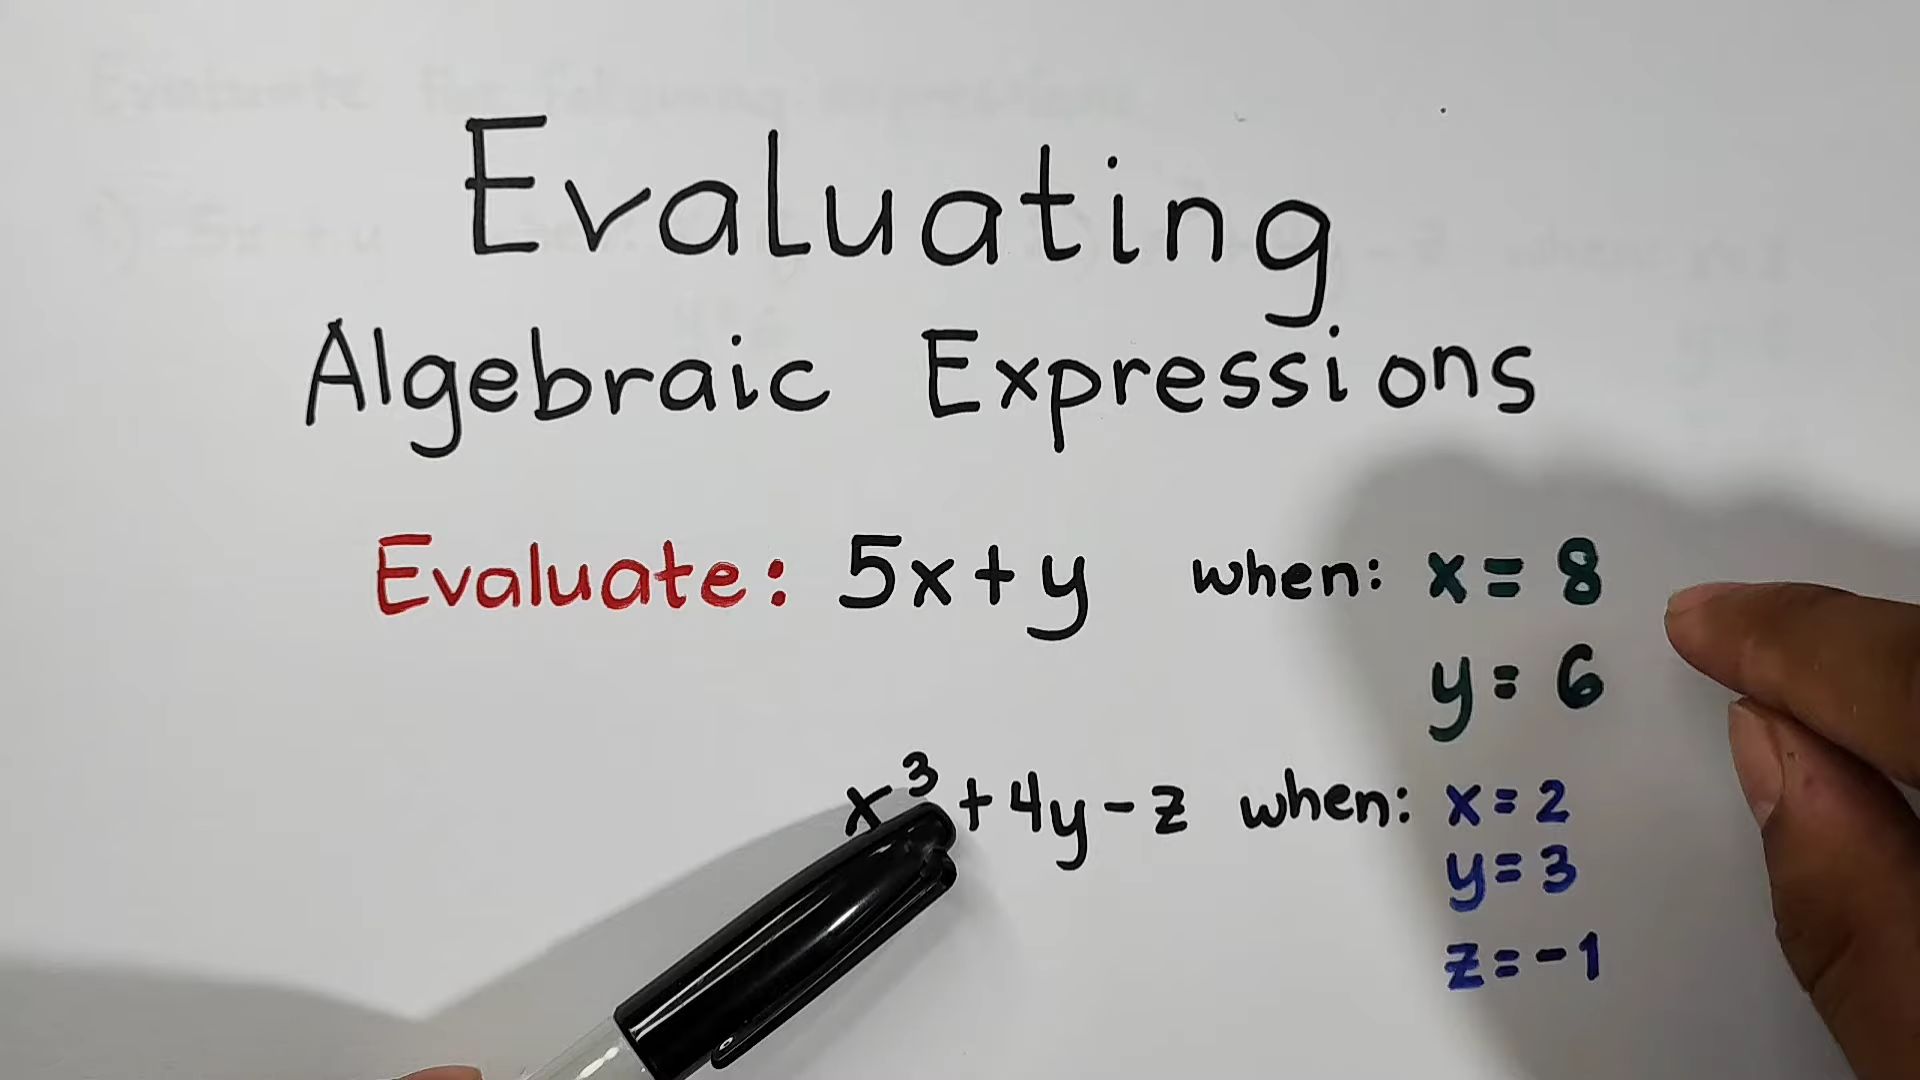 Evaluating
Algebraic Expressions
Evaluate: 5x+y when: x = 8
y = 6
x³+4y-z when: x=2
y=3
z=-1